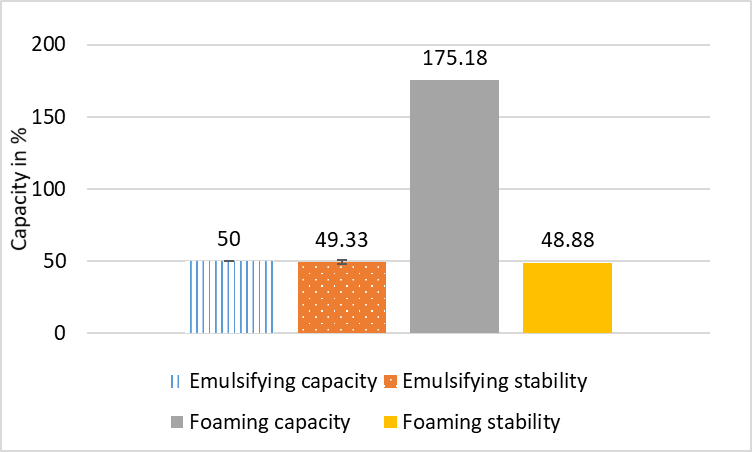 200
175.18
150
Capacity in %
100
50
49.33
48.88
50
0
Emulsifying capacity
Emulsifying stability
Foaming capacity
Foaming stability